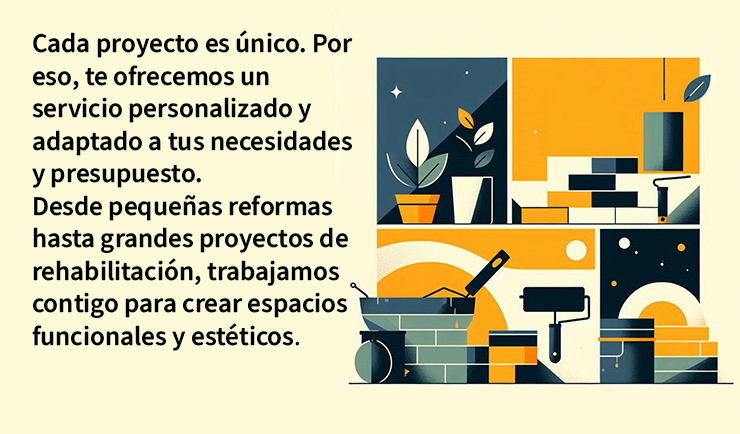 Cada proyecto es único. Por
eso, te ofrecemos un
servicio personalizado y
adaptado a tus necesidades
y presupuesto.
Desde pequeñas reformas
hasta grandes proyectos de
rehabilitación, trabajamos
contigo para crear espacios
funcionales y estéticos.